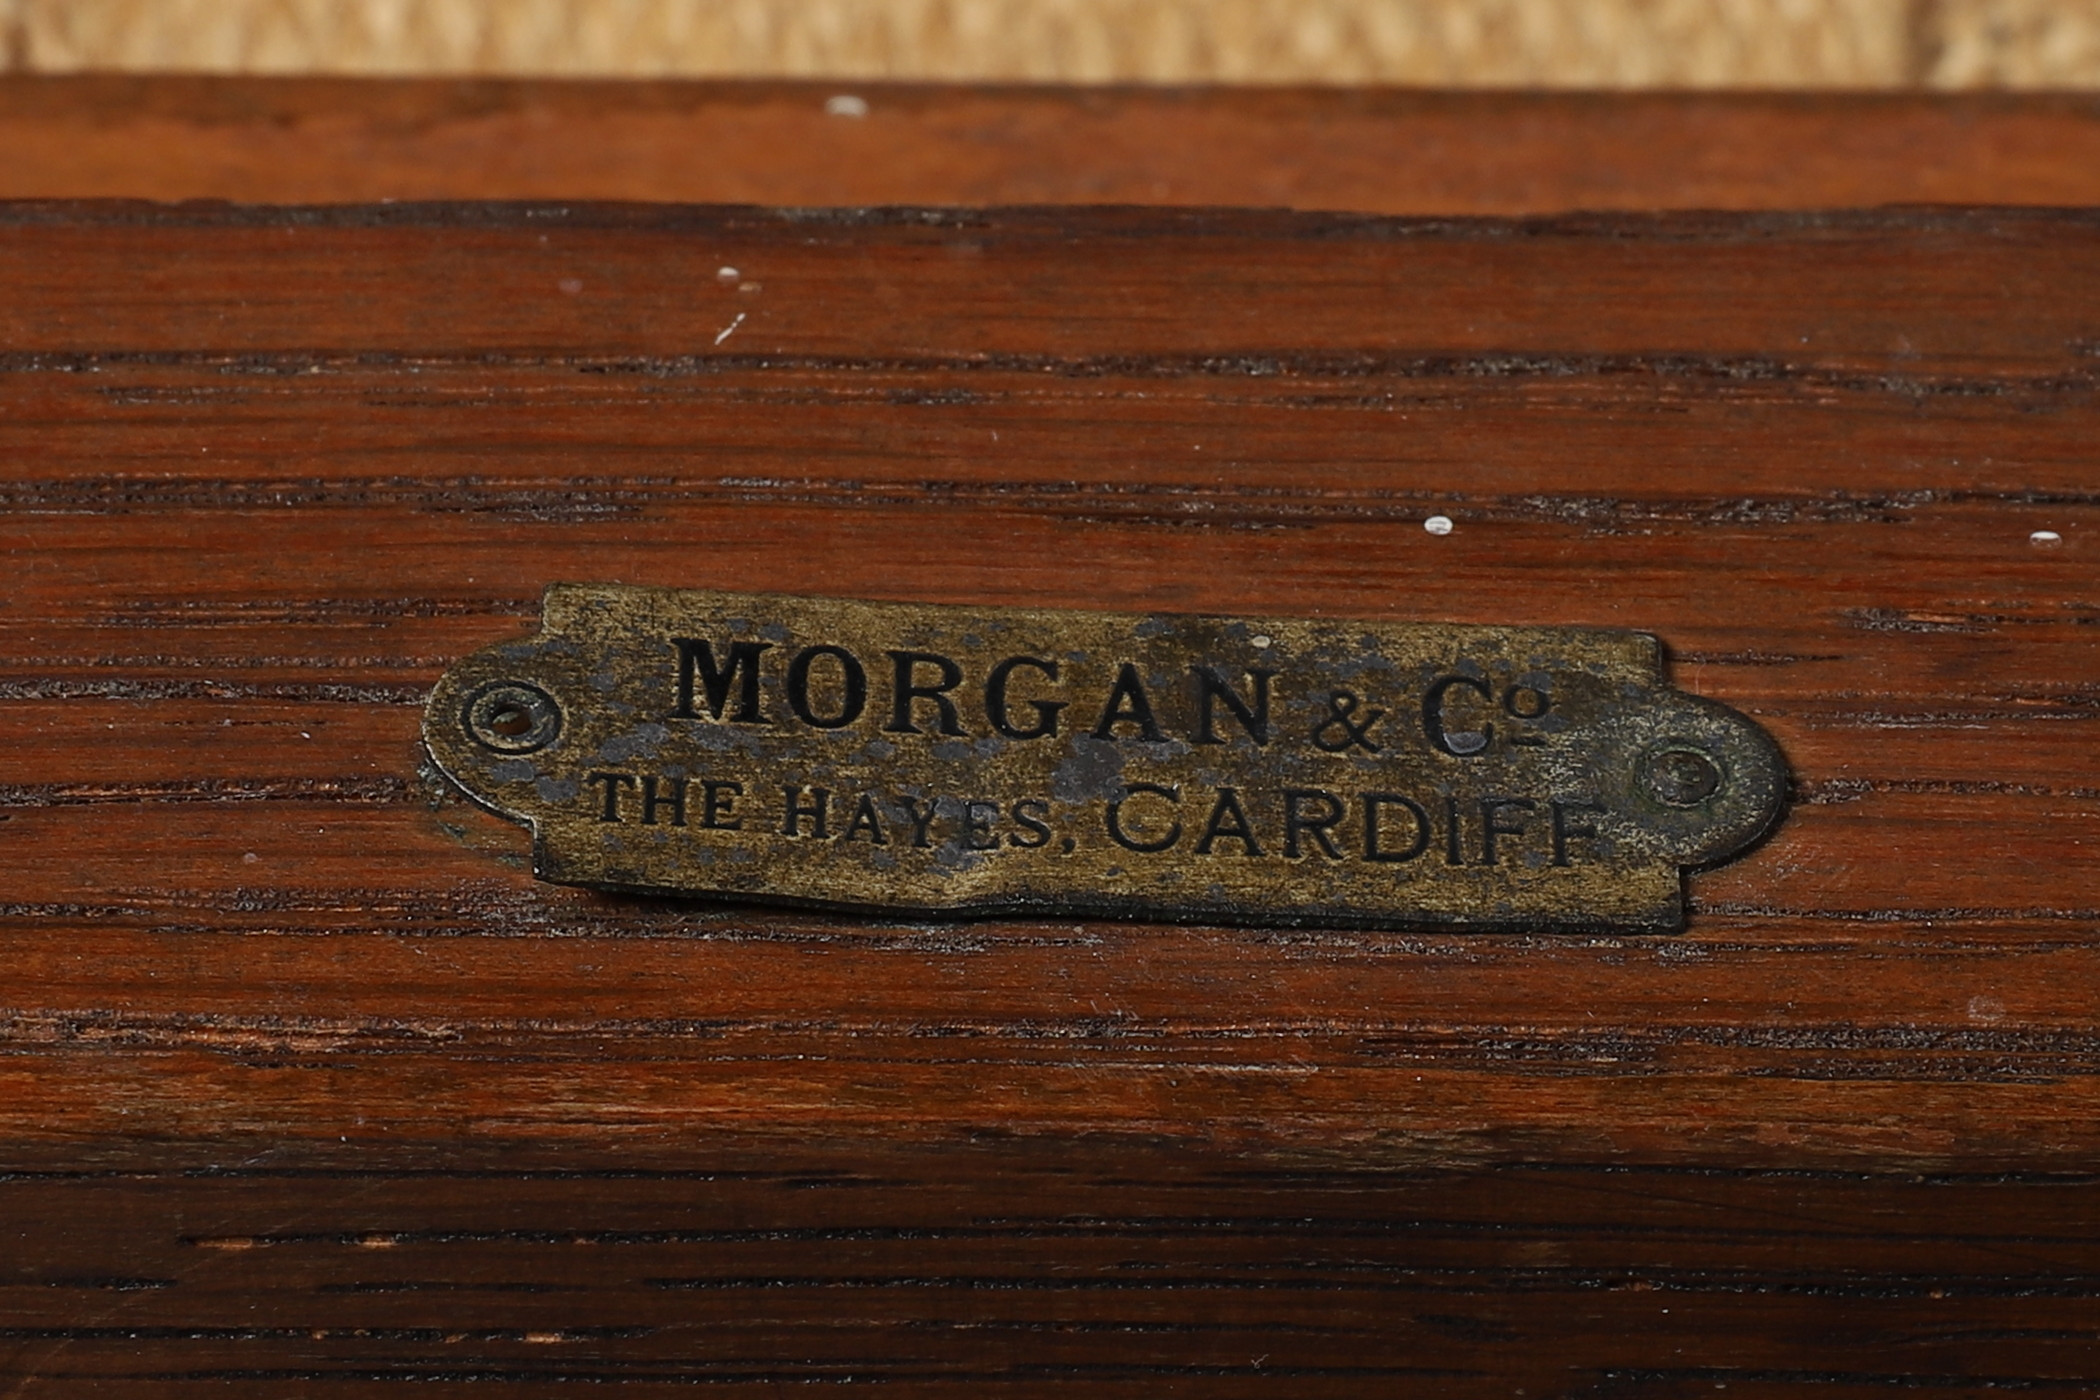 MORGAN & Co
THE HAYES, CARDIFF